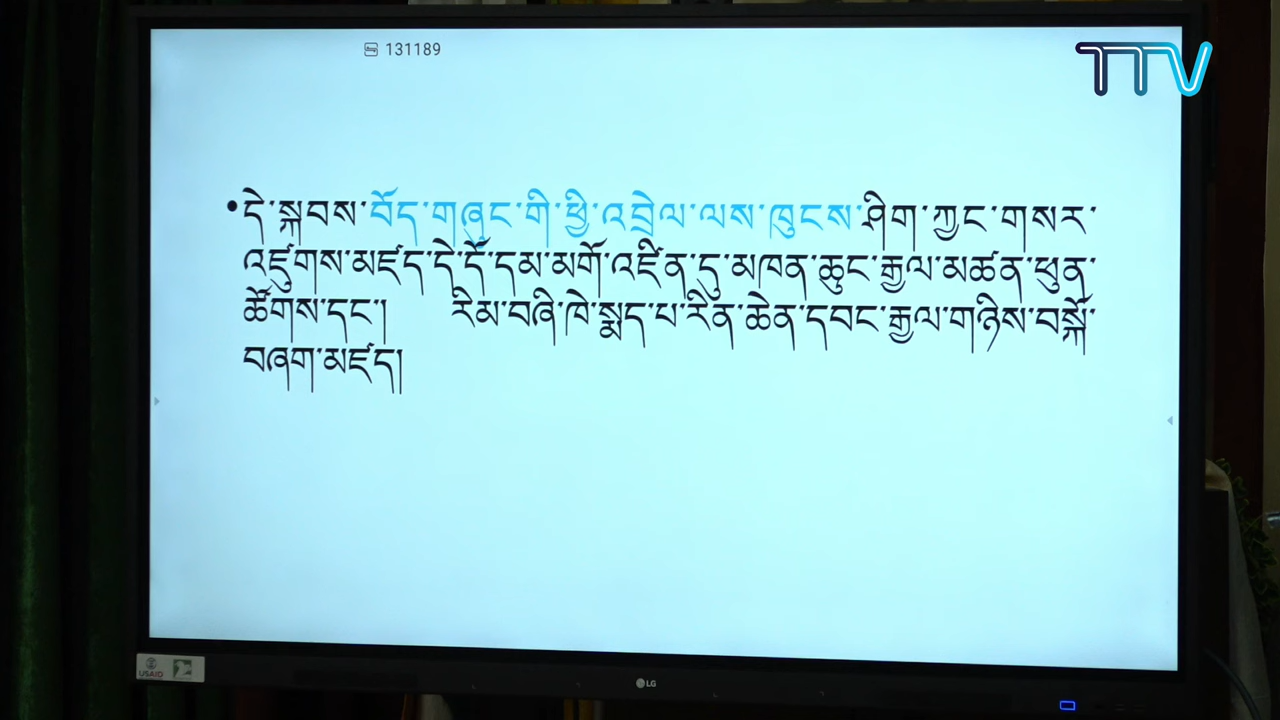 131189
TTV
•དེ་སྐབས་བོད་གཞུང་གི་ཕྱི་འབྲེལ་ལས་ཁུངས་ཤིག་ཀྱང་གསར་
འཛུགས་མཛད་དེ་དོ་དམ་མགོ་འཛིན་དུ་མཁན་ཆུང་རྒྱལ་མཚན་ཕུན་
ཚོགས་དང་། རིམ་བཞི་ཁེ་སྨད་པ་རིན་ཆེན་དབང་རྒྱལ་གཉིས་བསྐོ་
བཞག་མཛད།
USAID
LG